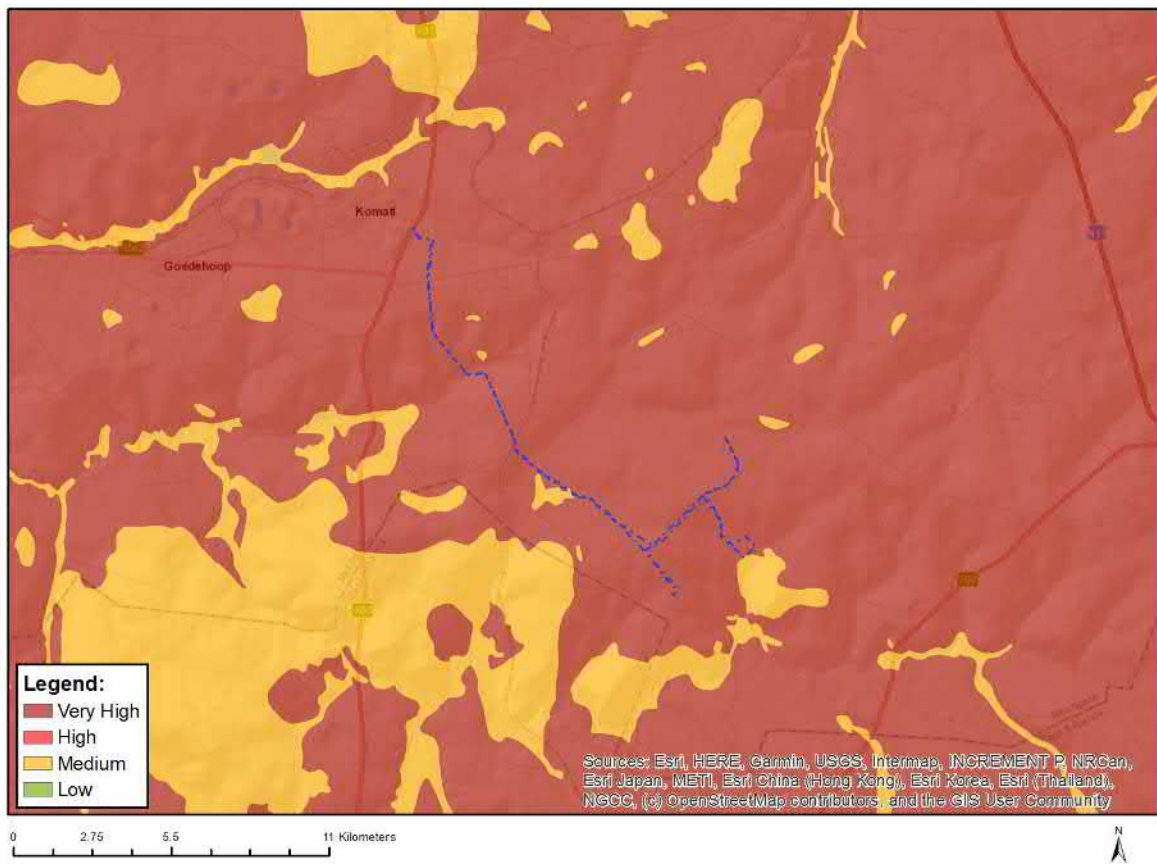 Komati
Goedehoop
Legend:
Very High
High
Medium
Low
Sources: Esri, HERE, Garmin, USGS, Intermap, INCREMENT P, NRCan,
Esri Japan, METI, Esri China (Hong Kong), Esri Korea, Esri (Thailand),
NGCC, (c) OpenStreetMap contributors, and the GIS User Community
0 2.75 5.5 11 Kilometers
N